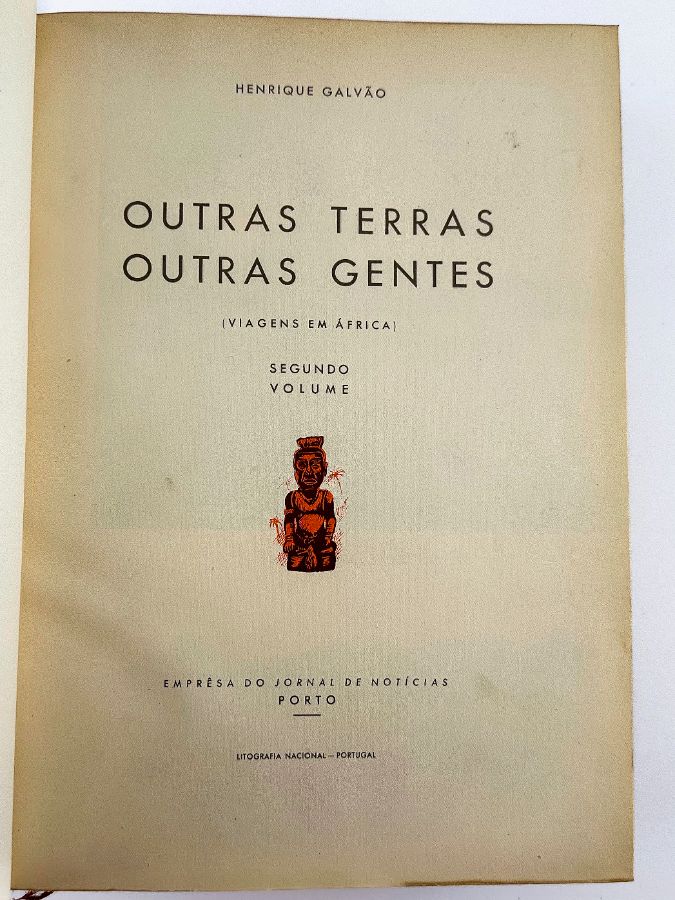 HENRIQUE GALVÃO
OUTRAS TERRAS
OUTRAS GENTES
(VIAGENS EM ÁFRICA)
SEGUNDO
VOLUME
EMPRÊSA DO JORNAL DE NOTÍCIAS
PORTO
LITOGRAFIA NACIONAL — PORTUGAL